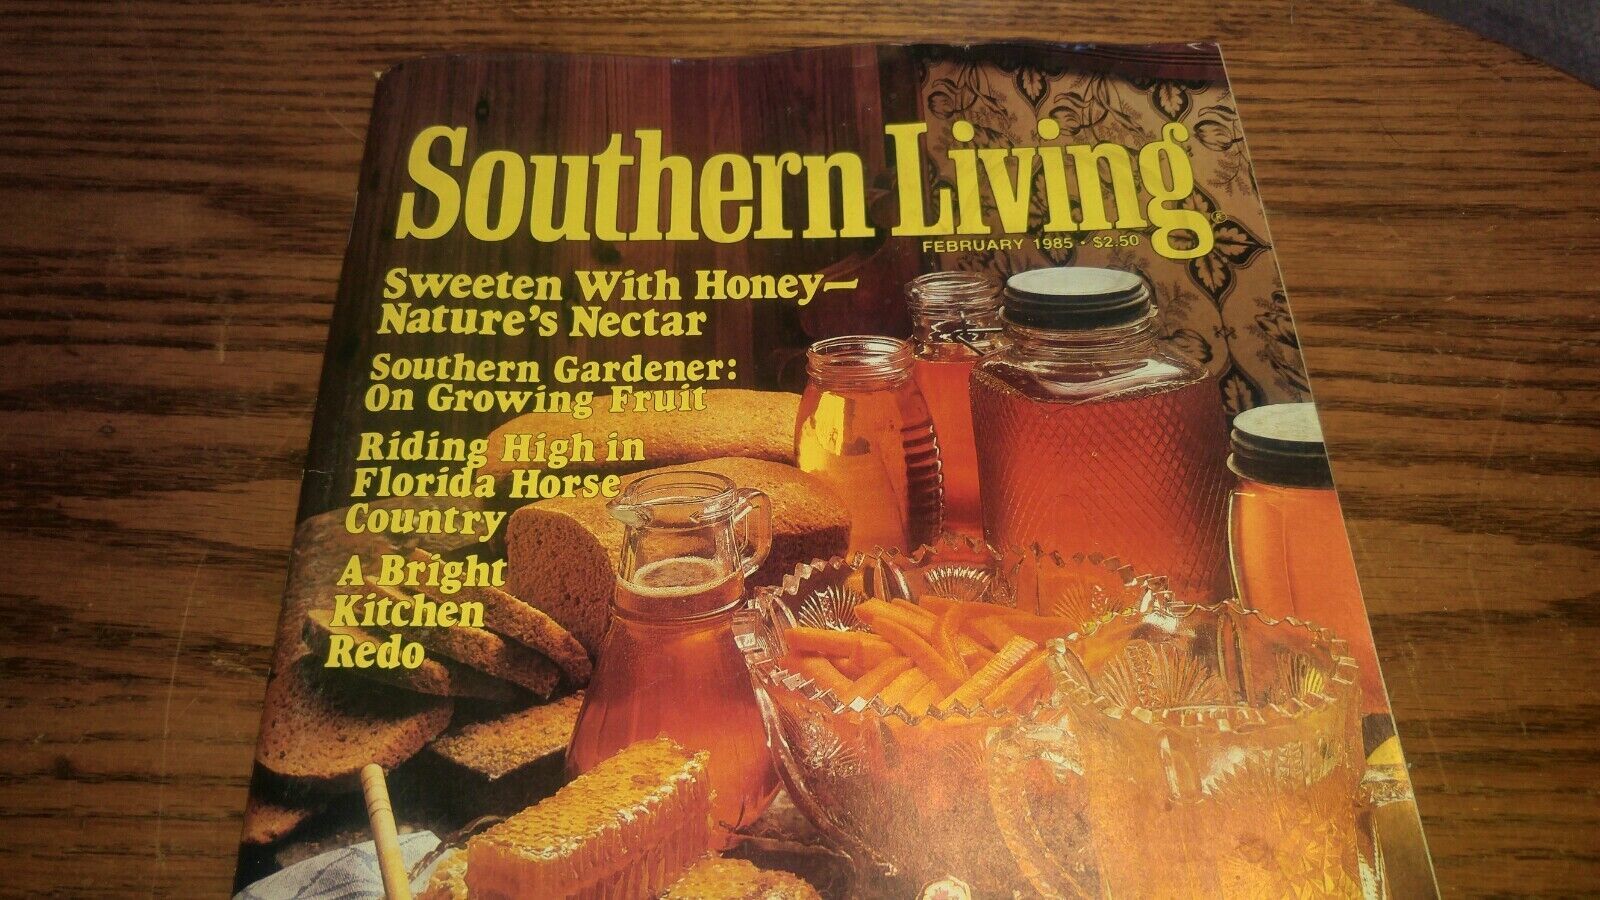 Southern Living®
FEBRUARY 1985 • $2.50
Sweeten With Honey—
Nature's Nectar
Southern Gardener:
On Growing Fruit
Riding High in
Florida Horse
Country
A Bright
Kitchen
Redo